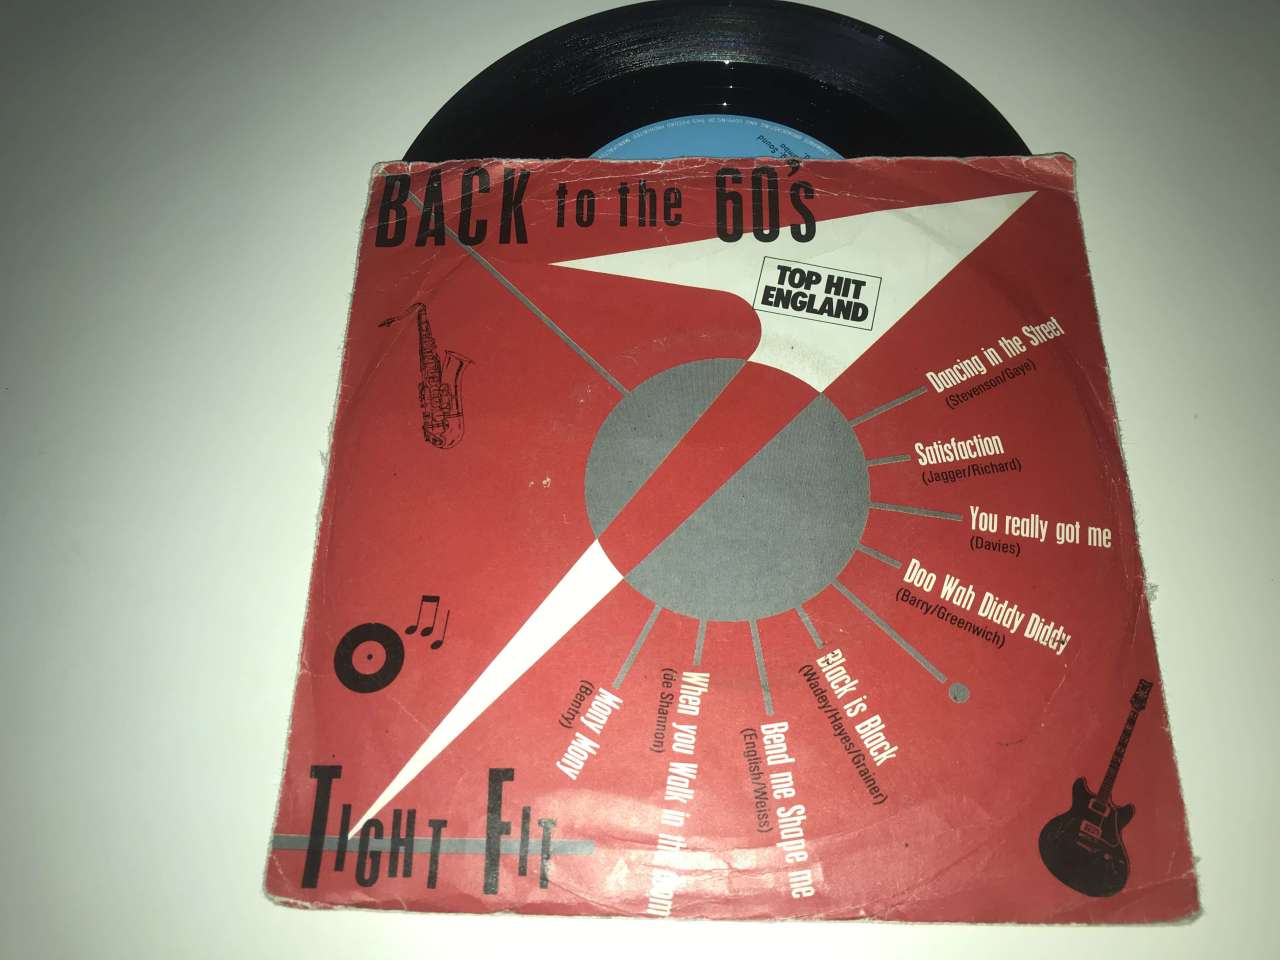 BACK to the 60's
TOP HIT
ENGLAND
Dancing in the Street
(Stevenson/Gaye)
Satisfaction
(Jagger/Richard)
You really got me
(Davies)
Doo Wah Diddy Diddy
(Barry/Greenwich)
Black is Black
(Wadey/Hayes/Grainer)
Bend me Shape me
(English/Weiss)
When you Walk in the
(de Shannon)
Mony Mony
(Bentry)
TIGHT FIT